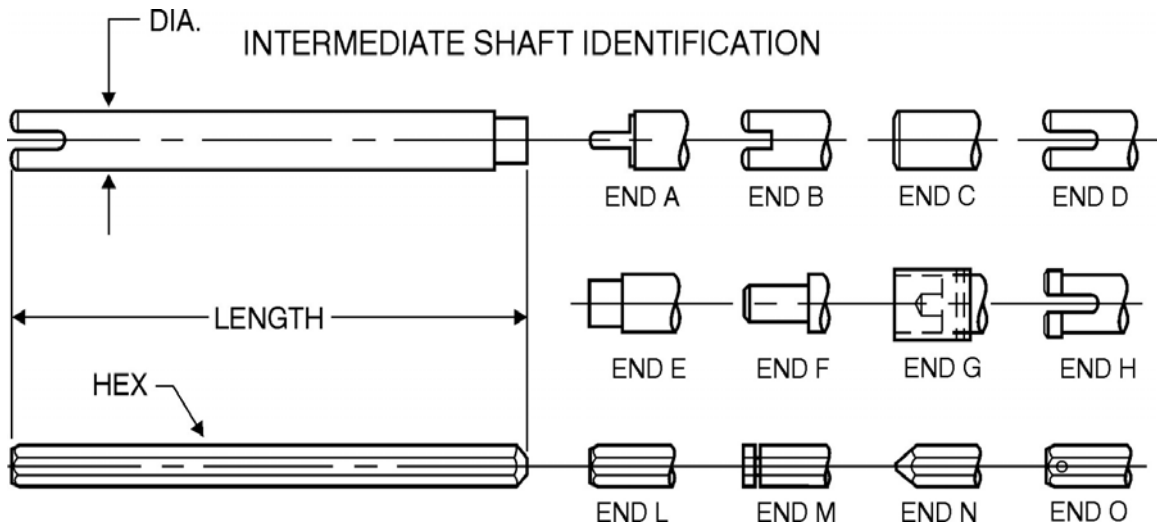 DIA.
INTERMEDIATE SHAFT IDENTIFICATION
END A
END B
END C
END D
LENGTH
END E
END F
END G
END H
HEX
END L
END M
END N
END O